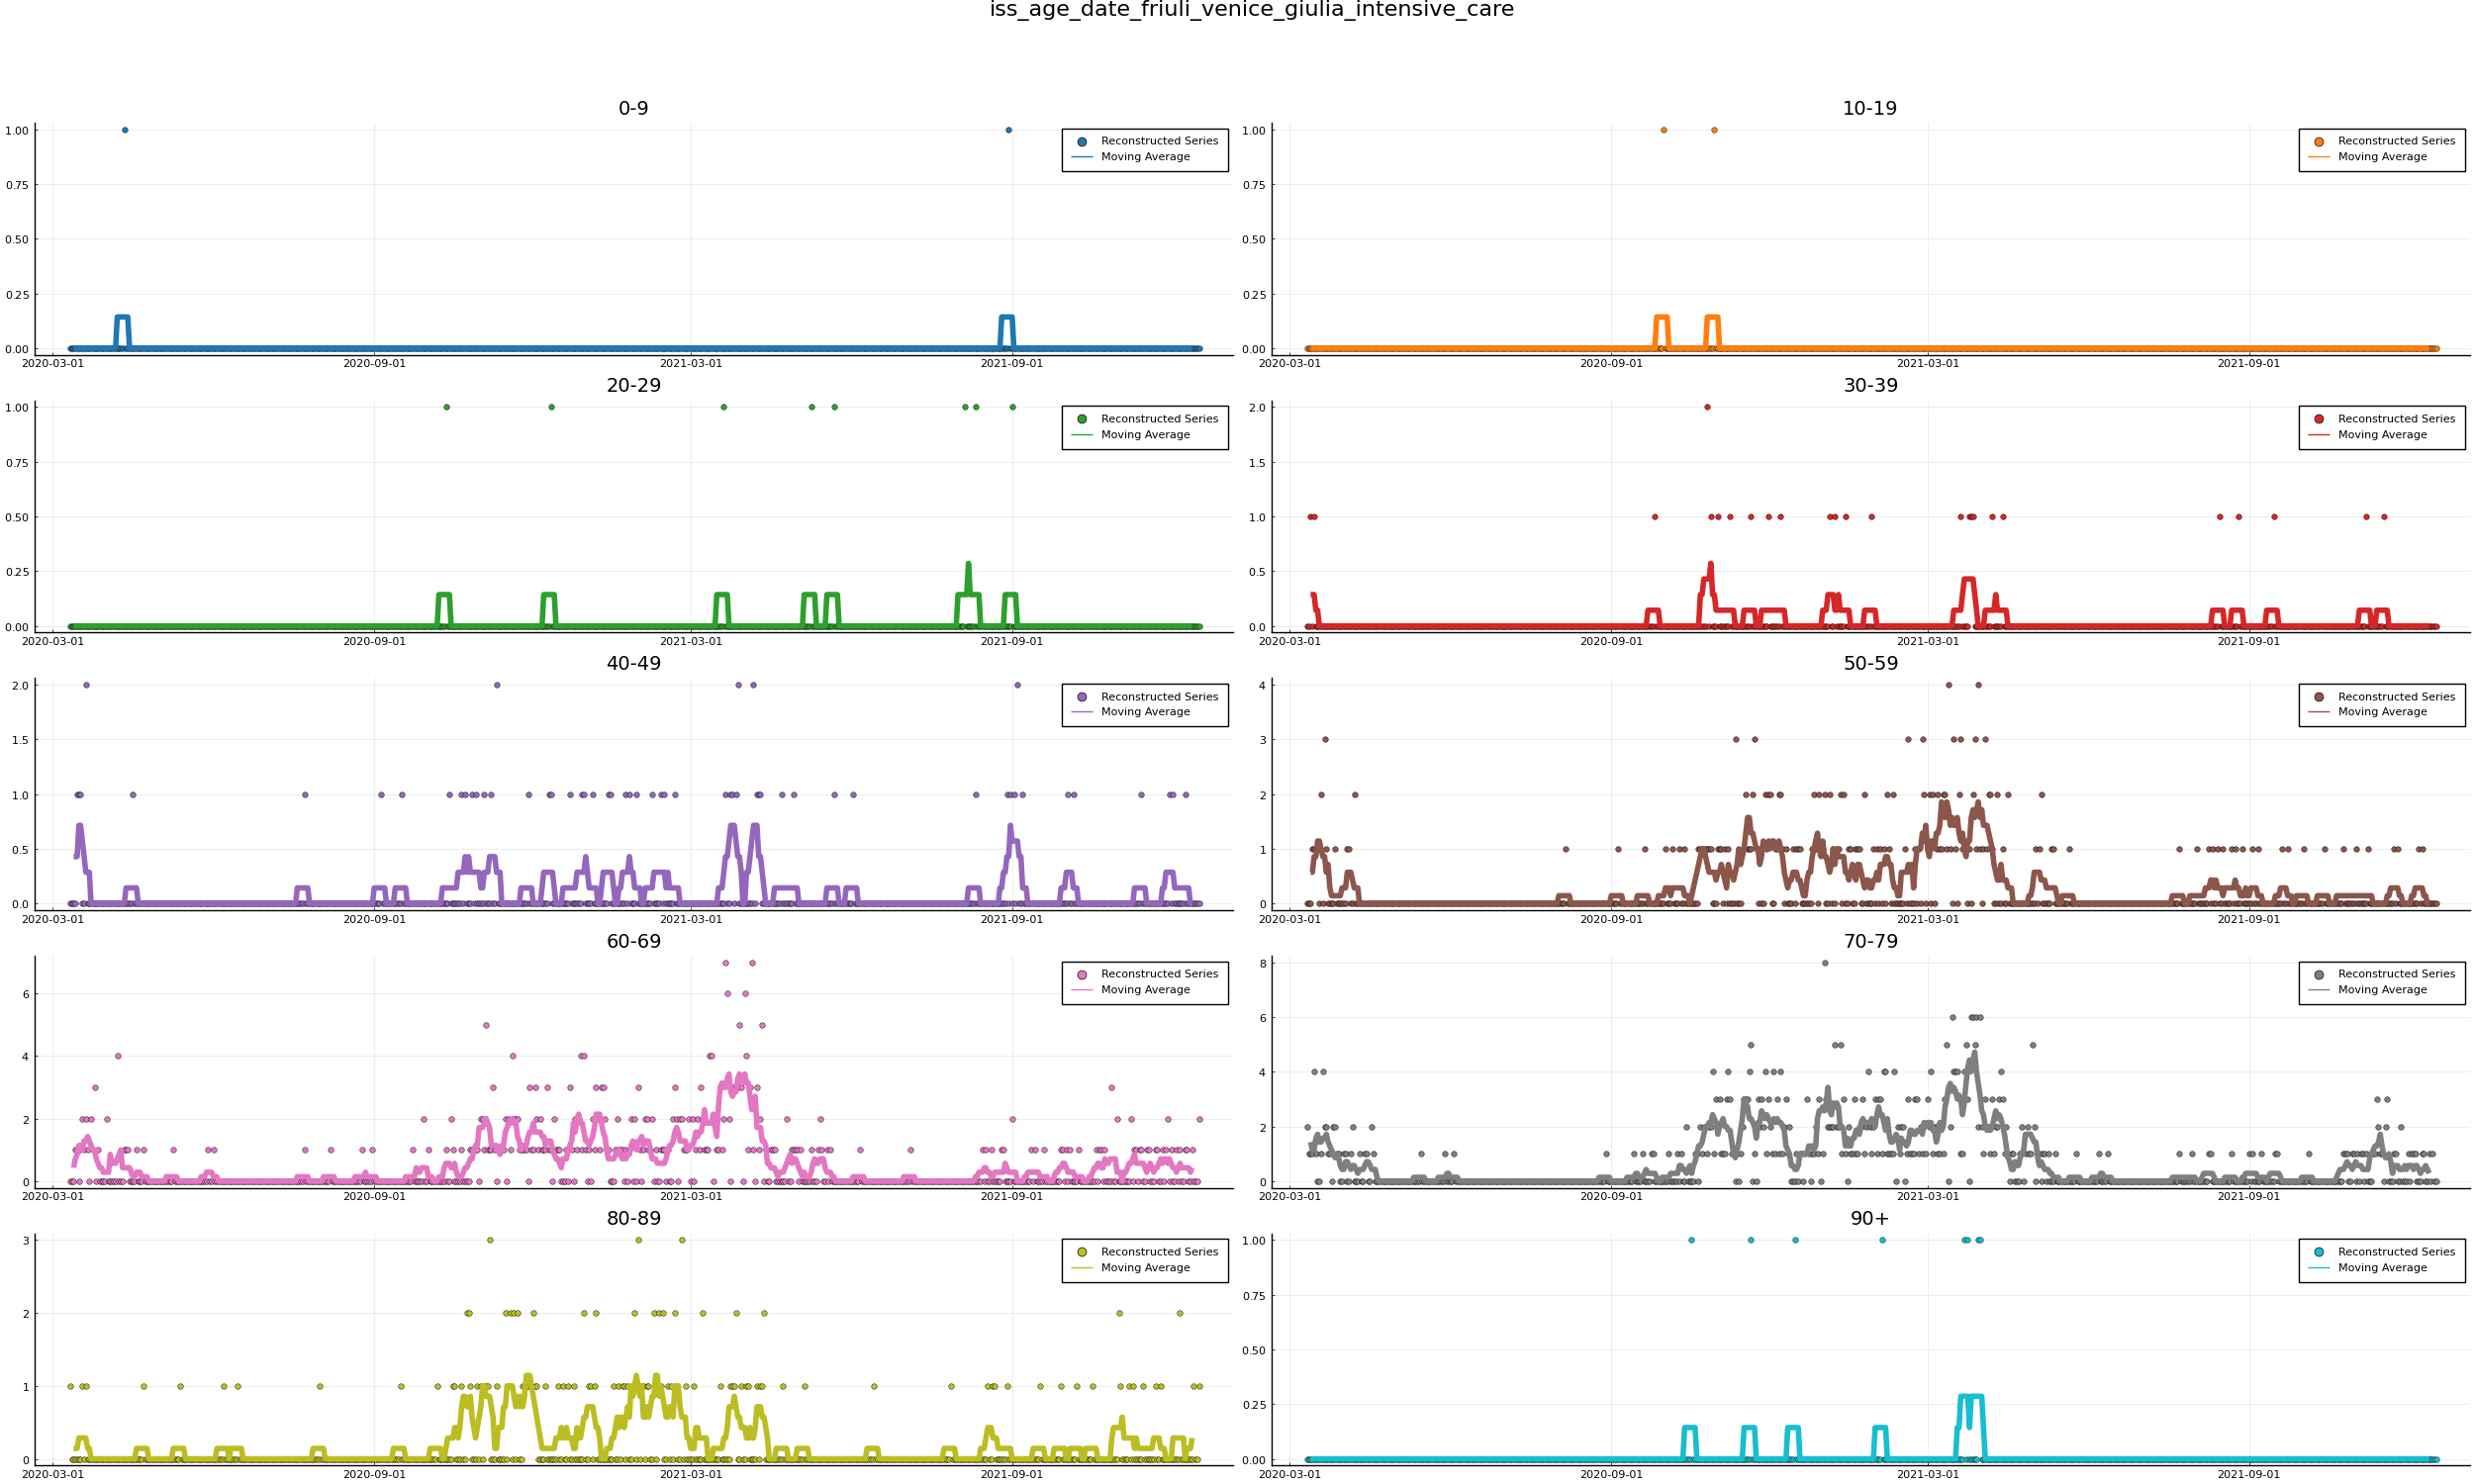 iss_age_date_friuli_venice_giulia_intensive_care
0-9
1.00
0.75
0.50
0.25
0.00
2020-03-01 2020-09-01 2021-03-01 2021-09-01
Reconstructed Series
Moving Average
10-19
1.00
0.75
0.50
0.25
0.00
2020-03-01 2020-09-01 2021-03-01 2021-09-01
Reconstructed Series
Moving Average
20-29
1.00
0.75
0.50
0.25
0.00
2020-03-01 2020-09-01 2021-03-01 2021-09-01
Reconstructed Series
Moving Average
30-39
2.0
1.5
1.0
0.5
0.0
2020-03-01 2020-09-01 2021-03-01 2021-09-01
Reconstructed Series
Moving Average
40-49
2.0
1.5
1.0
0.5
0.0
2020-03-01 2020-09-01 2021-03-01 2021-09-01
Reconstructed Series
Moving Average
50-59
4
3
2
1
0
2020-03-01 2020-09-01 2021-03-01 2021-09-01
Reconstructed Series
Moving Average
60-69
6
4
2
0
2020-03-01 2020-09-01 2021-03-01 2021-09-01
Reconstructed Series
Moving Average
70-79
8
6
4
2
0
2020-03-01 2020-09-01 2021-03-01 2021-09-01
Reconstructed Series
Moving Average
80-89
3
2
1
0
2020-03-01 2020-09-01 2021-03-01 2021-09-01
Reconstructed Series
Moving Average
90+
1.00
0.75
0.50
0.25
0.00
2020-03-01 2020-09-01 2021-03-01 2021-09-01
Reconstructed Series
Moving Average